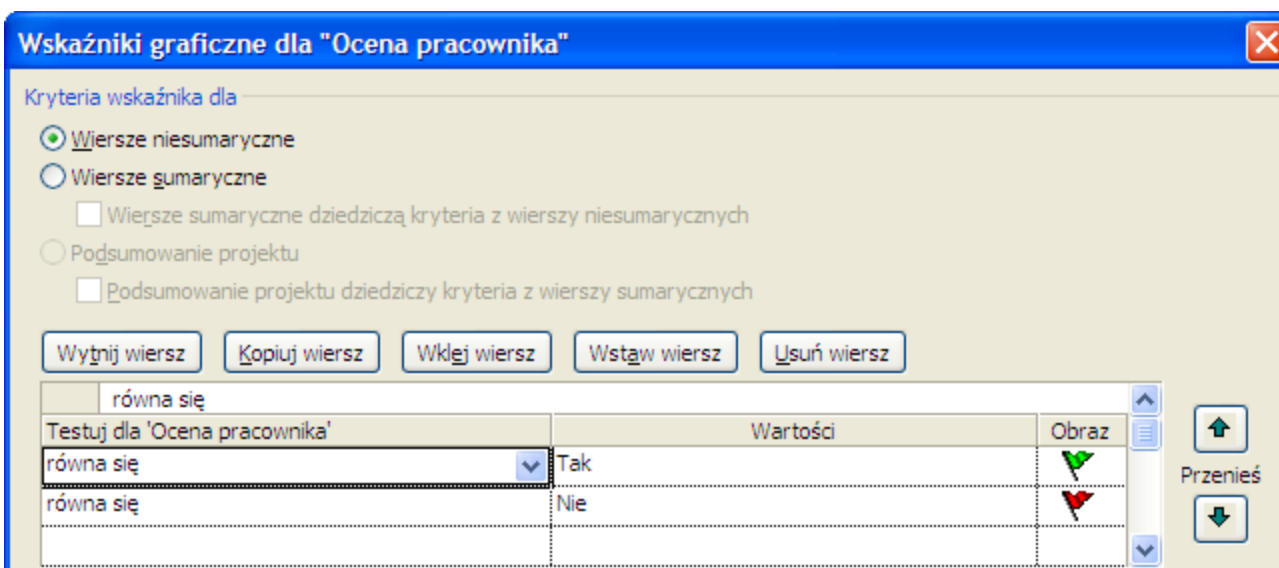 Wskaźniki graficzne dla "Ocena pracownika"
Kryteria wskaźnika dla
Wiersze niesumaryczne
Wiersze sumaryczne
Wiersze sumaryczne dziedziczą kryteria z wierszy niesumarycznych
Podsumowanie projektu
Podsumowanie projektu dziedziczy kryteria z wierszy sumarycznych
Wytnij wiersz Kopiuj wiersz Wklej wiersz Wstaw wiersz Usuń wiersz
równa się
Testuj dla 'Ocena pracownika' Wartości Obraz
równa się Tak
Przenieś
równa się Nie